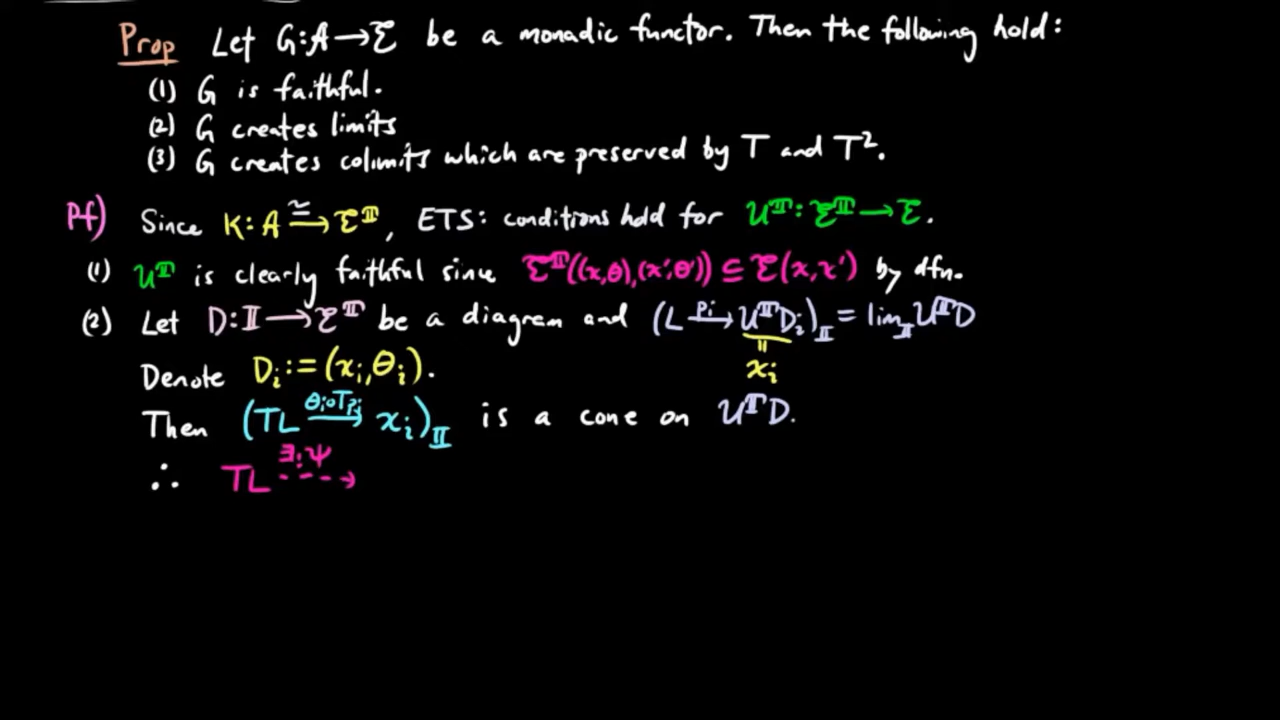 Prop Let G: A → ℰ be a monadic functor. Then the following hold:
(1) G is faithful.
(2) G creates limits
(3) G creates colimits which are preserved by T and T².
Pf) Since K: A ≃→ ℰ^𝕋, ETS: conditions hold for U^𝕋: ℰ^𝕋 → ℰ.
(1) U^𝕋 is clearly faithful since ℰ^𝕋((x,θ),(x',θ')) ⊆ ℰ(x,x') by dfn.
(2) Let D: 𝕀 → ℰ^𝕋 be a diagram and (L —pᵢ→ U^𝕋Dᵢ)_𝕀 = lim_𝕀 U^𝕋D
=
Denote Dᵢ := (xᵢ,θᵢ). xᵢ
Then (TL —θᵢ∘Tpᵢ→ xᵢ)_𝕀 is a cone on U^𝕋D.
∴ TL -∃!ψ→